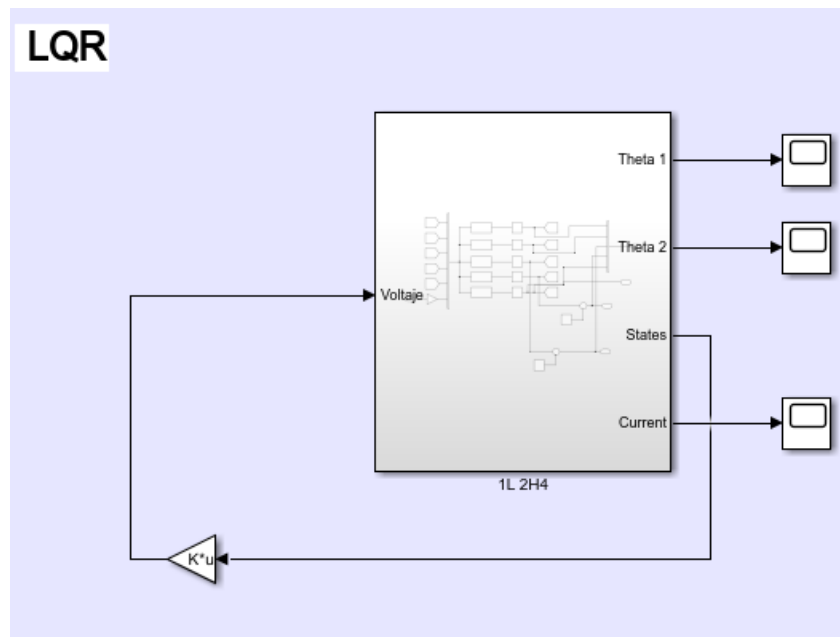 LQR
Theta 1
Theta 2
Voltaje
States
Current
1L 2H4
K*u